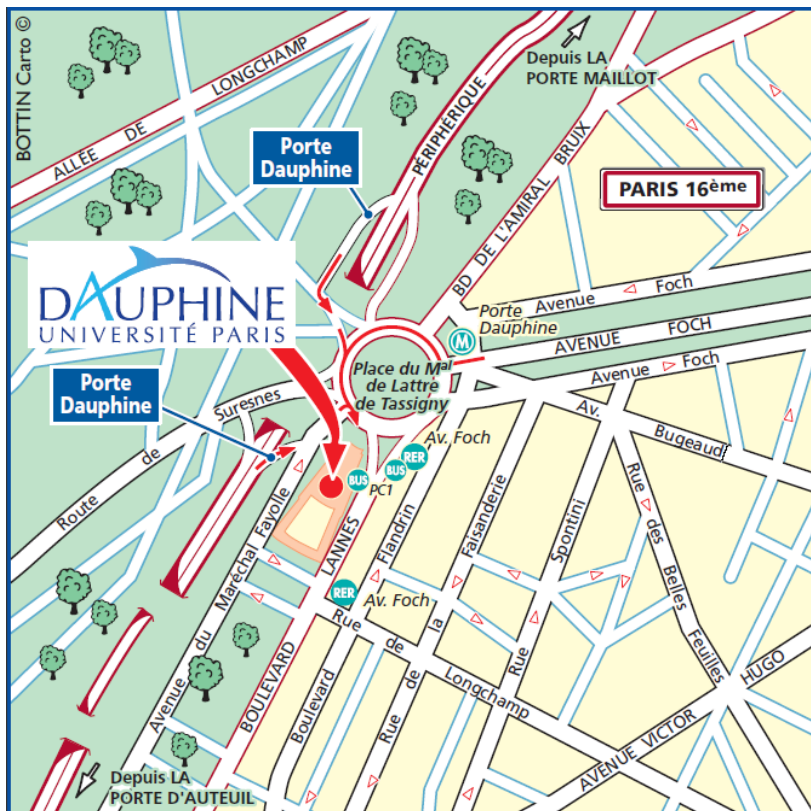 BOTTIN Carto ©
ALLÉE DE LONGCHAMP
Depuis LA
PORTE MAILLOT
PÉRIPHÉRIQUE
Porte
Dauphine
PARIS 16ème
BD DE L'AMIRAL BRUIX
DAUPHINE
UNIVERSITÉ PARIS
Avenue Foch
Porte
Dauphine
M
AVENUE FOCH
Avenue Foch
Place du Mal
de Lattre
de Tassigny
Porte
Dauphine
Route de Suresnes
Av. Bugeaud
Av. Foch
RER
BUS
BUS
PC1
Avenue du Maréchal Fayolle
BOULEVARD LANNES
Boulevard Flandrin
Rue de la Faisanderie
Rue Spontini
Rue des Belles Feuilles
RER
Av. Foch
Rue de Longchamp
AVENUE VICTOR HUGO
Depuis LA
PORTE D'AUTEUIL